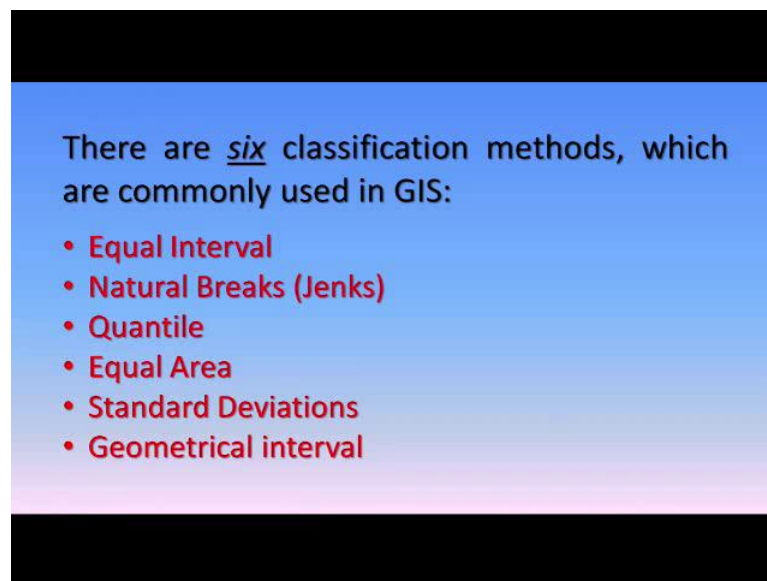 There are six classification methods, which
are commonly used in GIS:
• Equal Interval
• Natural Breaks (Jenks)
• Quantile
• Equal Area
• Standard Deviations
• Geometrical interval